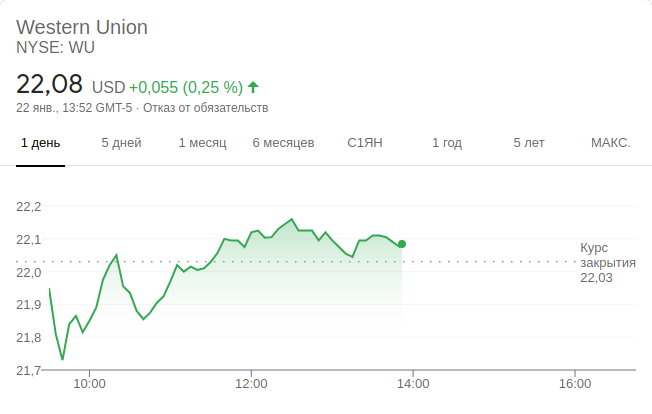 Western Union
NYSE: WU
22,08 USD +0,055 (0,25 %)
22 янв., 13:52 GMT-5 · Отказ от обязательств
1 день 5 дней 1 месяц 6 месяцев С1ЯН 1 год 5 лет МАКС.
22,2
22,1
22,0
21,9
21,8
21,7
Курс
закрытия
22,03
10:00 12:00 14:00 16:00